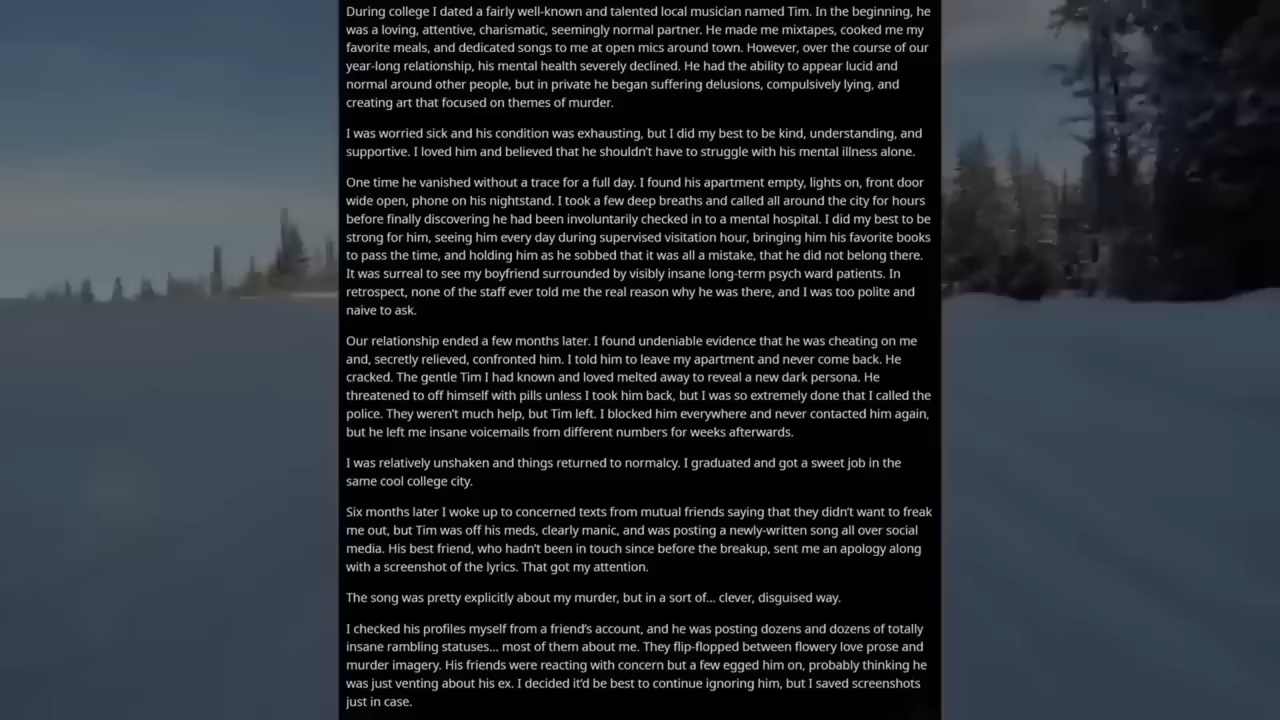 During college I dated a fairly well-known and talented local musician named Tim. In the beginning, he
was a loving, attentive, charismatic, seemingly normal partner. He made me mixtapes, cooked me my
favorite meals, and dedicated songs to me at open mics around town. However, over the course of our
year-long relationship, his mental health severely declined. He had the ability to appear lucid and
normal around other people, but in private he began suffering delusions, compulsively lying, and
creating art that focused on themes of murder.
I was worried sick and his condition was exhausting, but I did my best to be kind, understanding, and
supportive. I loved him and believed that he shouldn't have to struggle with his mental illness alone.
One time he vanished without a trace for a full day. I found his apartment empty, lights on, front door
wide open, phone on his nightstand. I took a few deep breaths and called all around the city for hours
before finally discovering he had been involuntarily checked in to a mental hospital. I did my best to be
strong for him, seeing him every day during supervised visitation hour, bringing him his favorite books
to pass the time, and holding him as he sobbed that it was all a mistake, that he did not belong there.
It was surreal to see my boyfriend surrounded by visibly insane long-term psych ward patients. In
retrospect, none of the staff ever told me the real reason why he was there, and I was too polite and
naive to ask.
Our relationship ended a few months later. I found undeniable evidence that he was cheating on me
and, secretly relieved, confronted him. I told him to leave my apartment and never come back. He
cracked. The gentle Tim I had known and loved melted away to reveal a new dark persona. He
threatened to off himself with pills unless I took him back, but I was so extremely done that I called the
police. They weren't much help, but Tim left. I blocked him everywhere and never contacted him again,
but he left me insane voicemails from different numbers for weeks afterwards.
I was relatively unshaken and things returned to normalcy. I graduated and got a sweet job in the
same cool college city.
Six months later I woke up to concerned texts from mutual friends saying that they didn't want to freak
me out, but Tim was off his meds, clearly manic, and was posting a newly-written song all over social
media. His best friend, who hadn't been in touch since before the breakup, sent me an apology along
with a screenshot of the lyrics. That got my attention.
The song was pretty explicitly about my murder, but in a sort of... clever, disguised way.
I checked his profiles myself from a friend's account, and he was posting dozens and dozens of totally
insane rambling statuses... most of them about me. They flip-flopped between flowery love prose and
murder imagery. His friends were reacting with concern but a few egged him on, probably thinking he
was just venting about his ex. I decided it'd be best to continue ignoring him, but I saved screenshots
just in case.